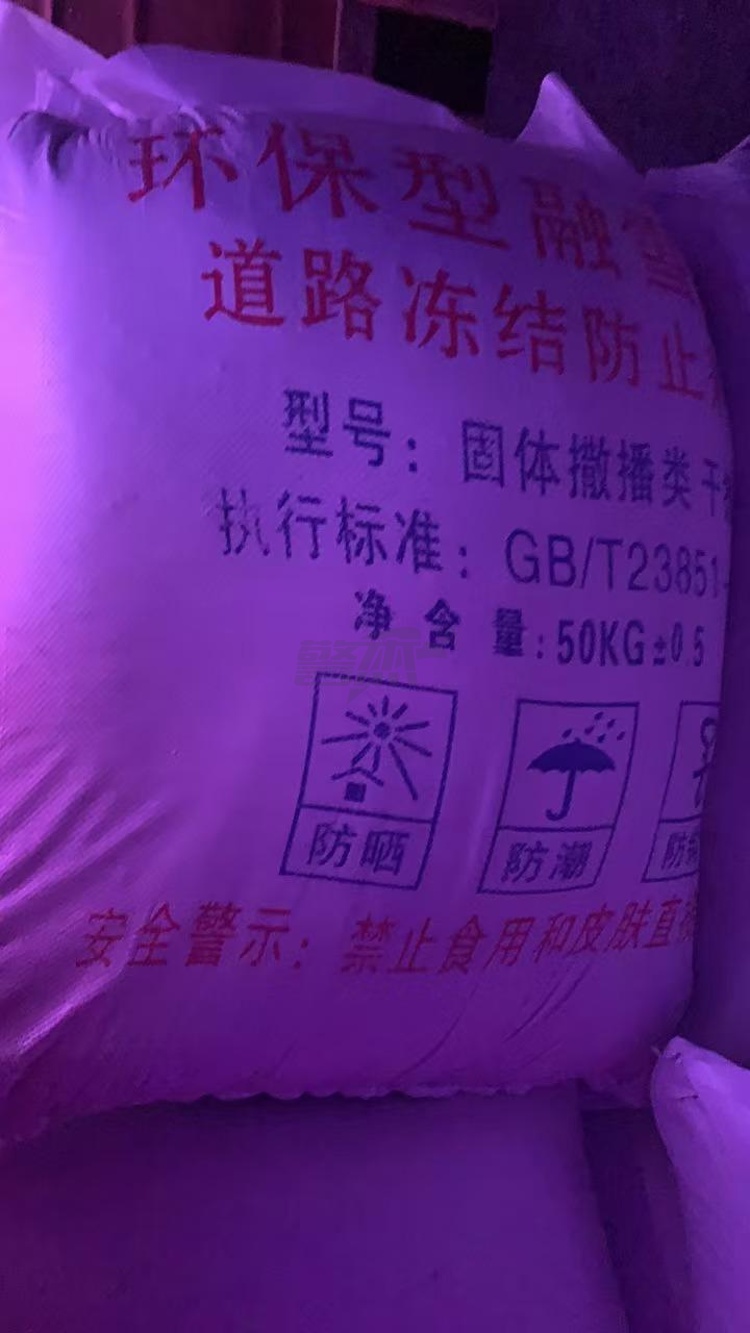 环保型融雪
道路冻结防止
型号：固体撒播类干
执行标准：GB/T23851-
净含量:50KG±0.5
防晒
防潮
防
安全警示：禁止食用和皮肤直接